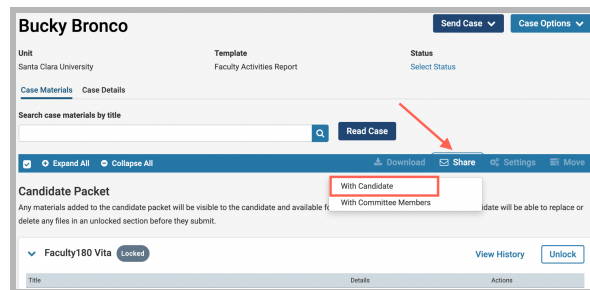 Bucky Bronco
Send Case
Case Options
Unit
Template
Status
Santa Clara University
Faculty Activities Report
Select Status
Case Materials
Case Details
Search case materials by title
Read Case
Expand All
Collapse All
Download
Share
Settings
Move
Candidate Packet
With Candidate
With Committee Members
Any materials added to the candidate packet will be visible to the candidate and available
idate will be able to replace or
delete any files in an unlocked section before they submit.
Faculty180 Vita
Locked
View History
Unlock
Title
Details
Actions